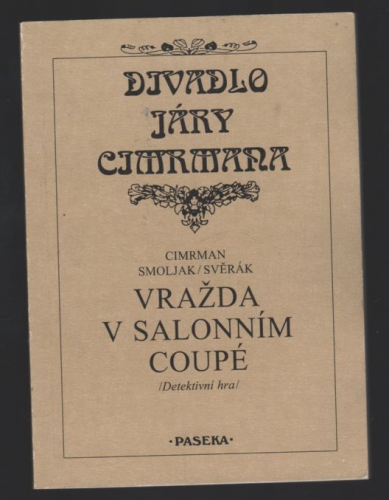 DIVADLO
JÁRY
CIMRMANA
CIMRMAN
SMOLJAK/SVĚRÁK
VRAŽDA
V SALONNÍM
COUPÉ
/Detektivní hra/
·PASEKA·